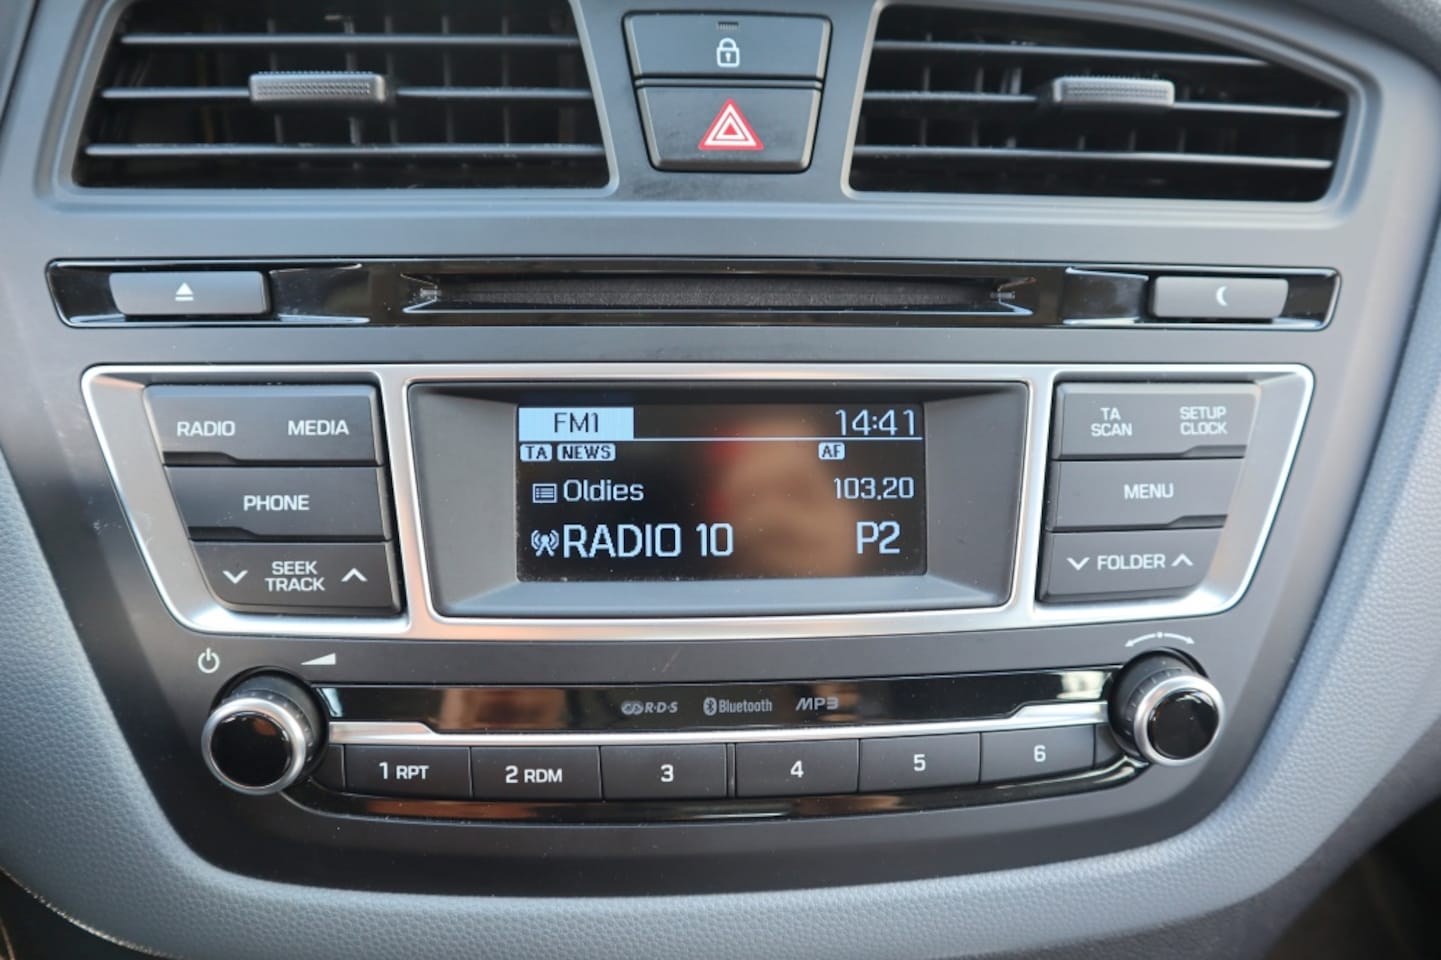 FM1 14:41
TA NEWS AF
Oldies 103.20
RADIO 10 P2
RADIO MEDIA
PHONE
SEEK
TRACK
TA
SCAN
SETUP
CLOCK
MENU
FOLDER
R·D·S Bluetooth MP3
1 RPT 2 RDM 3 4 5 6